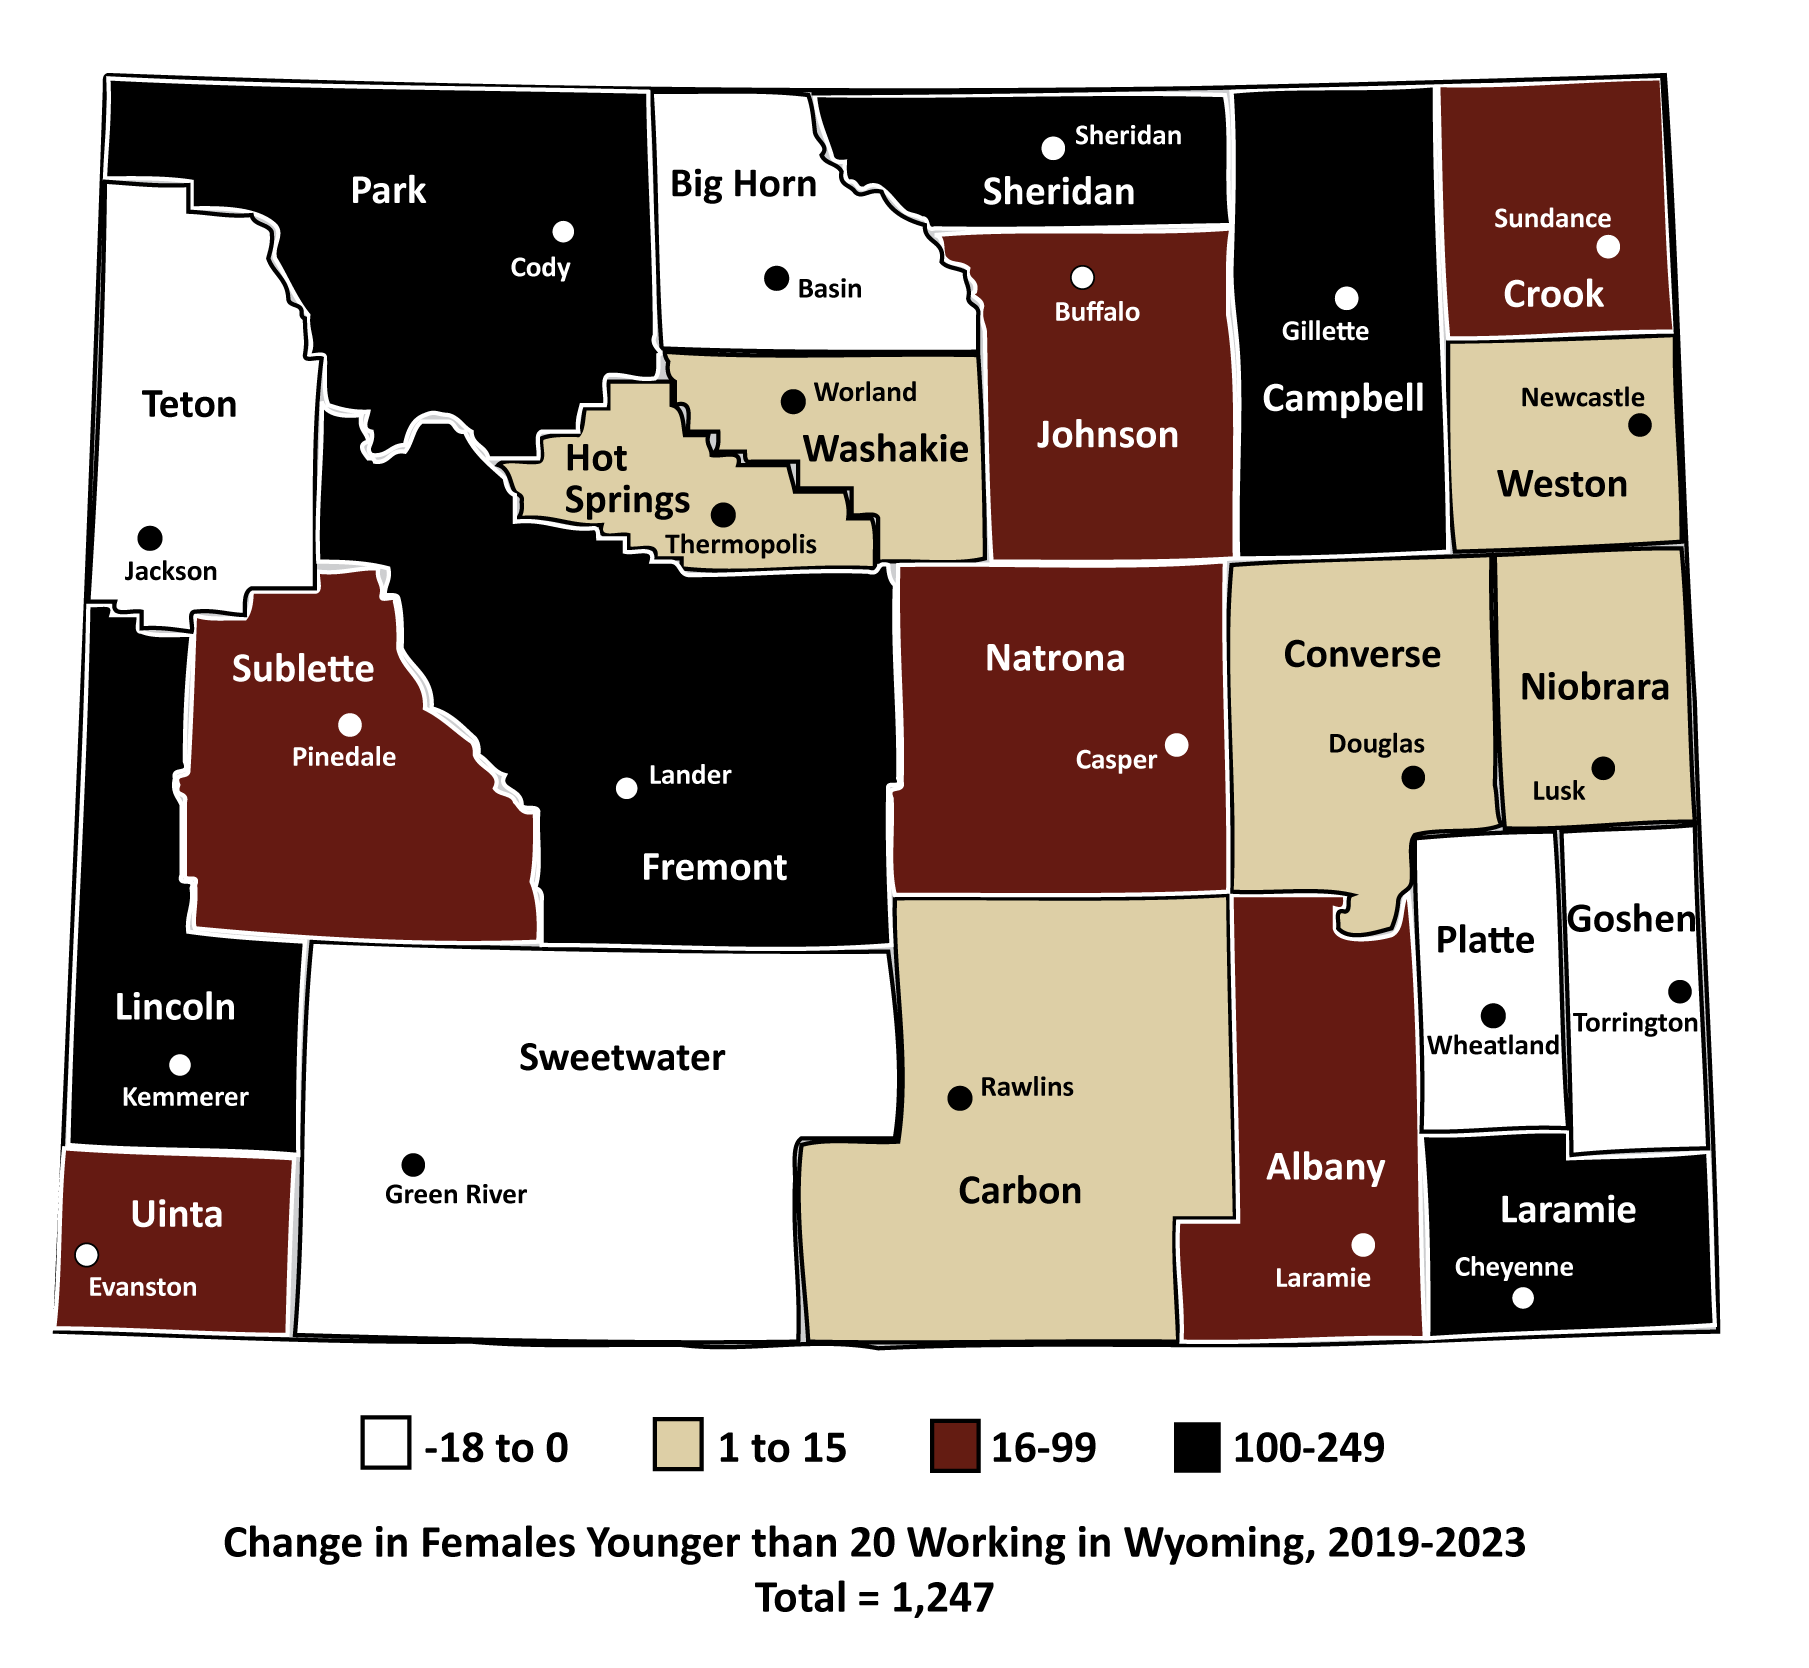 Sheridan
Park
Big Horn
Sheridan
Sundance
Cody
Basin
Buffalo
Gillette
Crook
Teton
Worland
Campbell
Newcastle
Hot
Springs
Washakie
Johnson
Weston
Thermopolis
Jackson
Sublette
Pinedale
Natrona
Converse
Niobrara
Lander
Casper
Douglas
Lusk
Fremont
Platte
Goshen
Lincoln
Sweetwater
Wheatland
Torrington
Kemmerer
Rawlins
Uinta
Green River
Carbon
Albany
Laramie
Evanston
Laramie
Cheyenne
-18 to 0
1 to 15
16-99
100-249
Change in Females Younger than 20 Working in Wyoming, 2019-2023
Total = 1,247